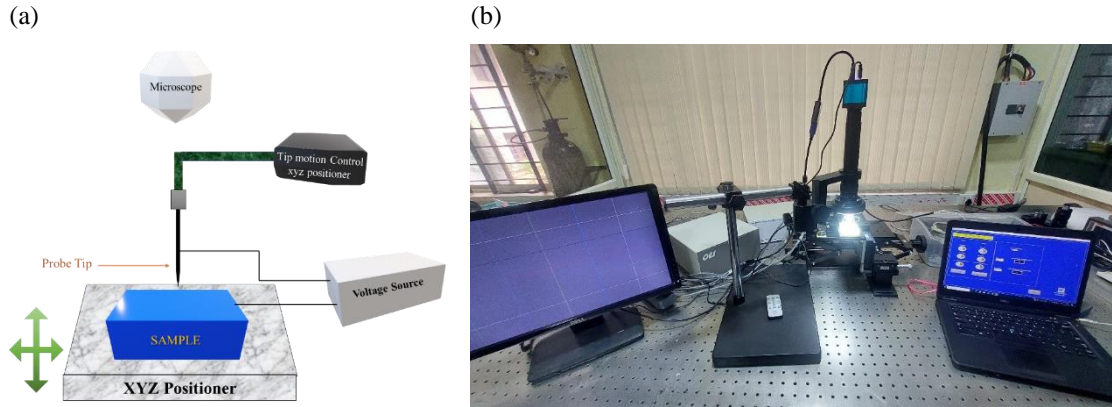 (a)
(b)
Microscope
Tip motion Control
xyz positioner
Probe Tip
Voltage Source
SAMPLE
XYZ Positioner